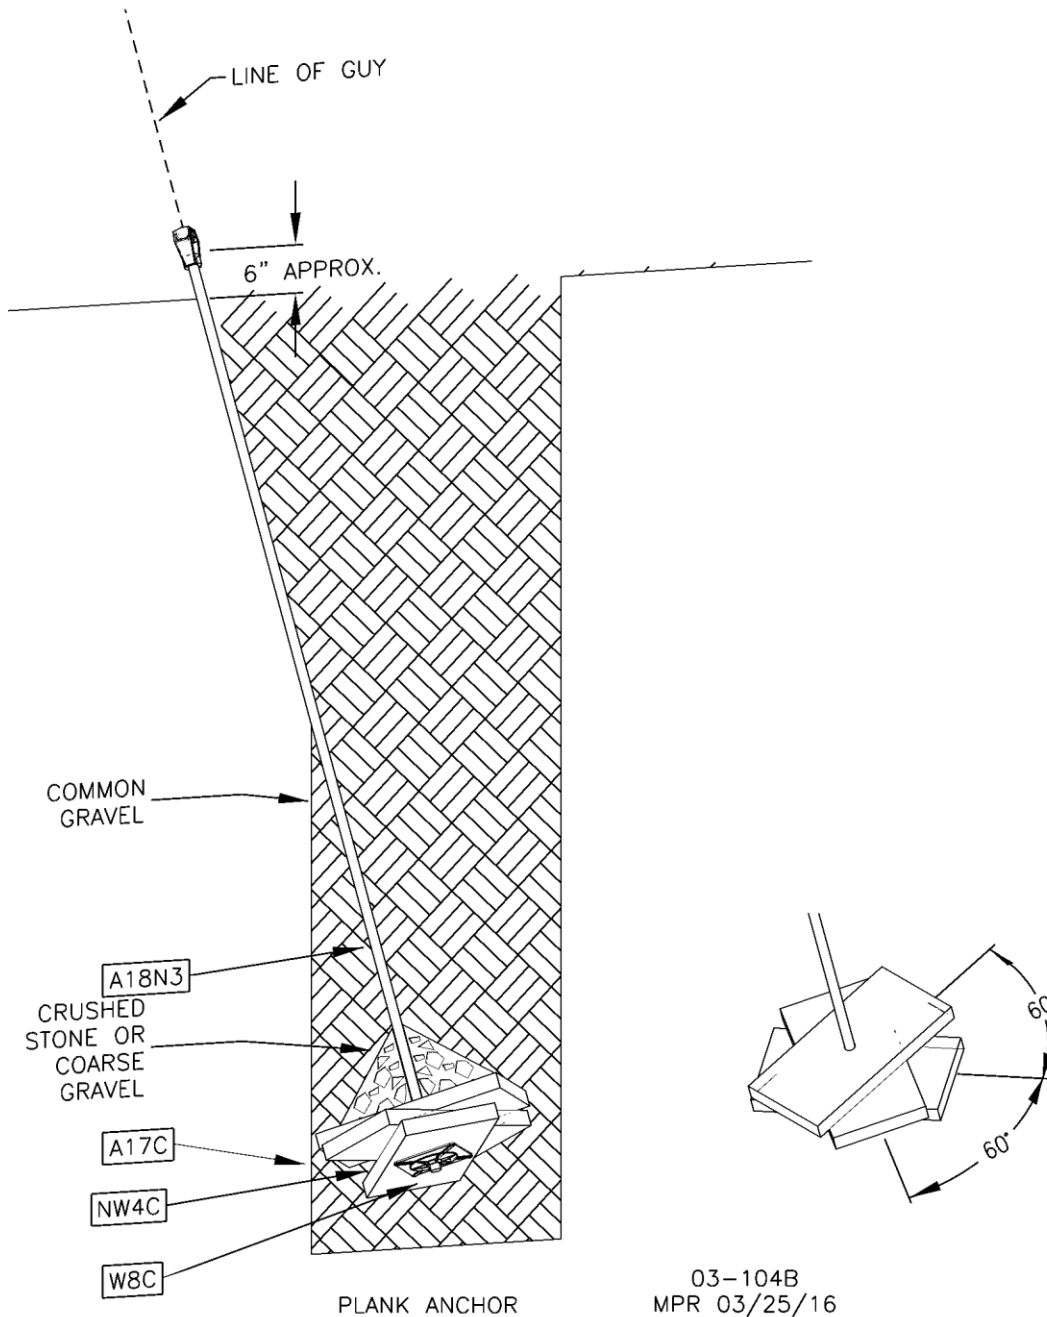 LINE OF GUY
6" APPROX.
COMMON
GRAVEL
A18N3
CRUSHED
STONE OR
COARSE
GRAVEL
A17C
NW4C
W8C
60
60°
PLANK ANCHOR
03-104B
MPR 03/25/16